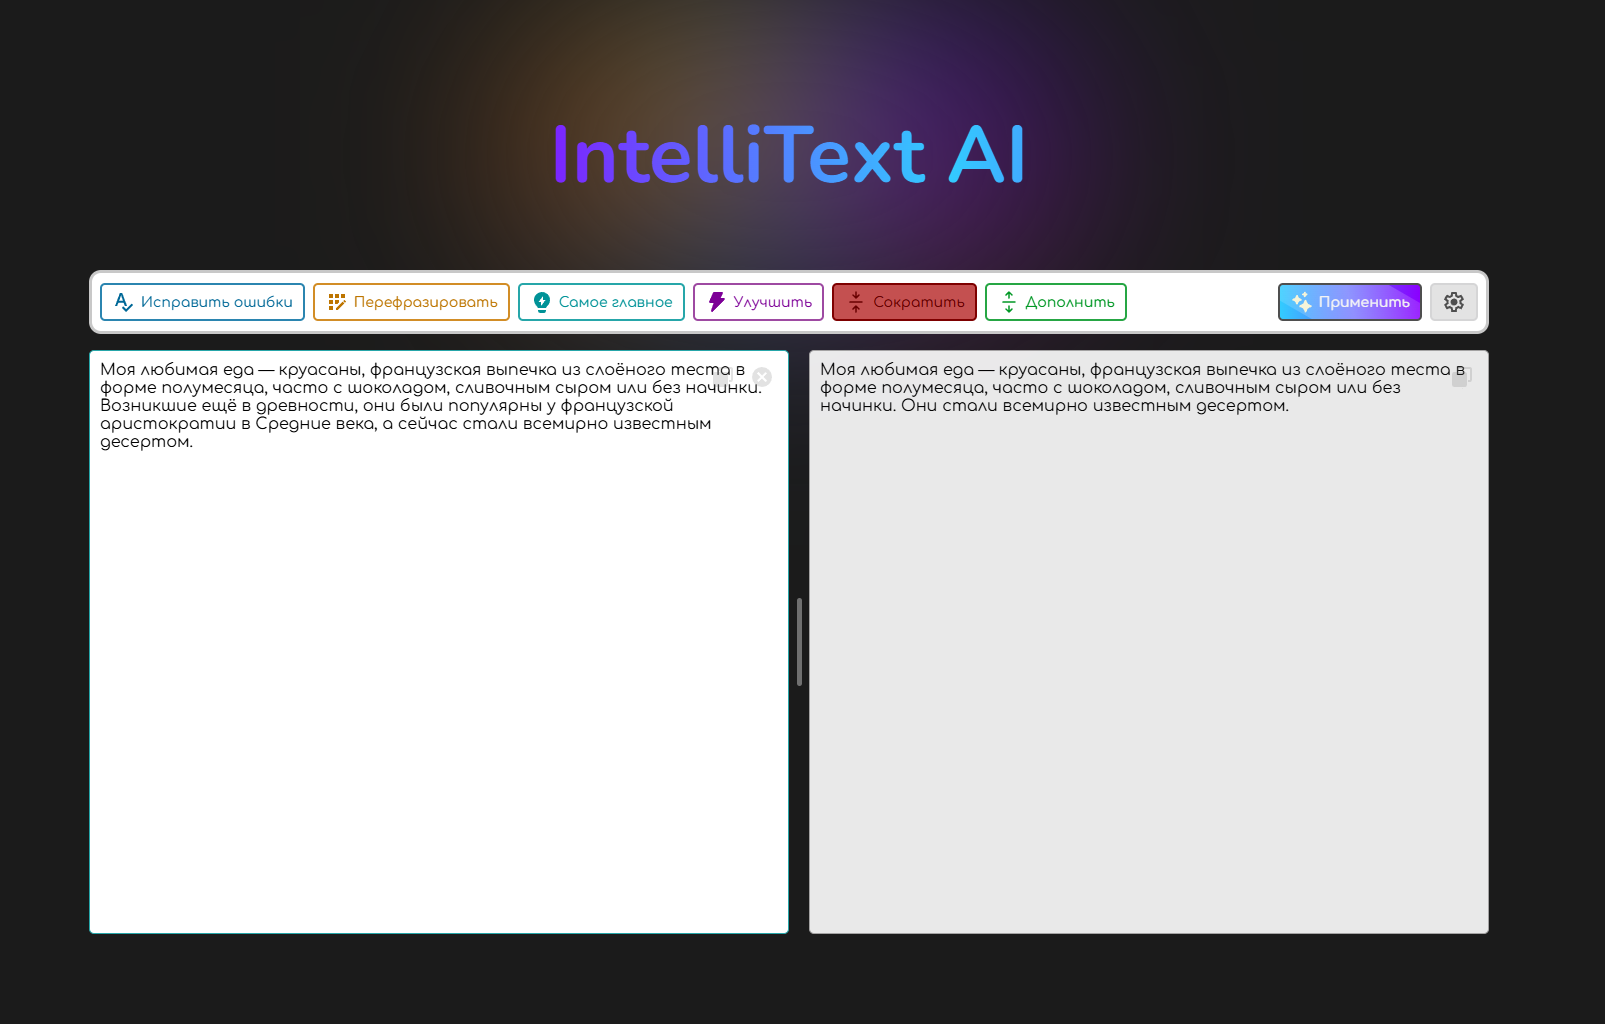 IntelliText AI
Исправить ошибки Перефразировать Самое главное Улучшить Сократить Дополнить Применить
Моя любимая еда — круасаны, французская выпечка из слоёного теста в
форме полумесяца, часто с шоколадом, сливочным сыром или без начинки.
Возникшие ещё в древности, они были популярны у французской
аристократии в Средние века, а сейчас стали всемирно известным
десертом.
Моя любимая еда — круасаны, французская выпечка из слоёного теста в
форме полумесяца, часто с шоколадом, сливочным сыром или без
начинки. Они стали всемирно известным десертом.